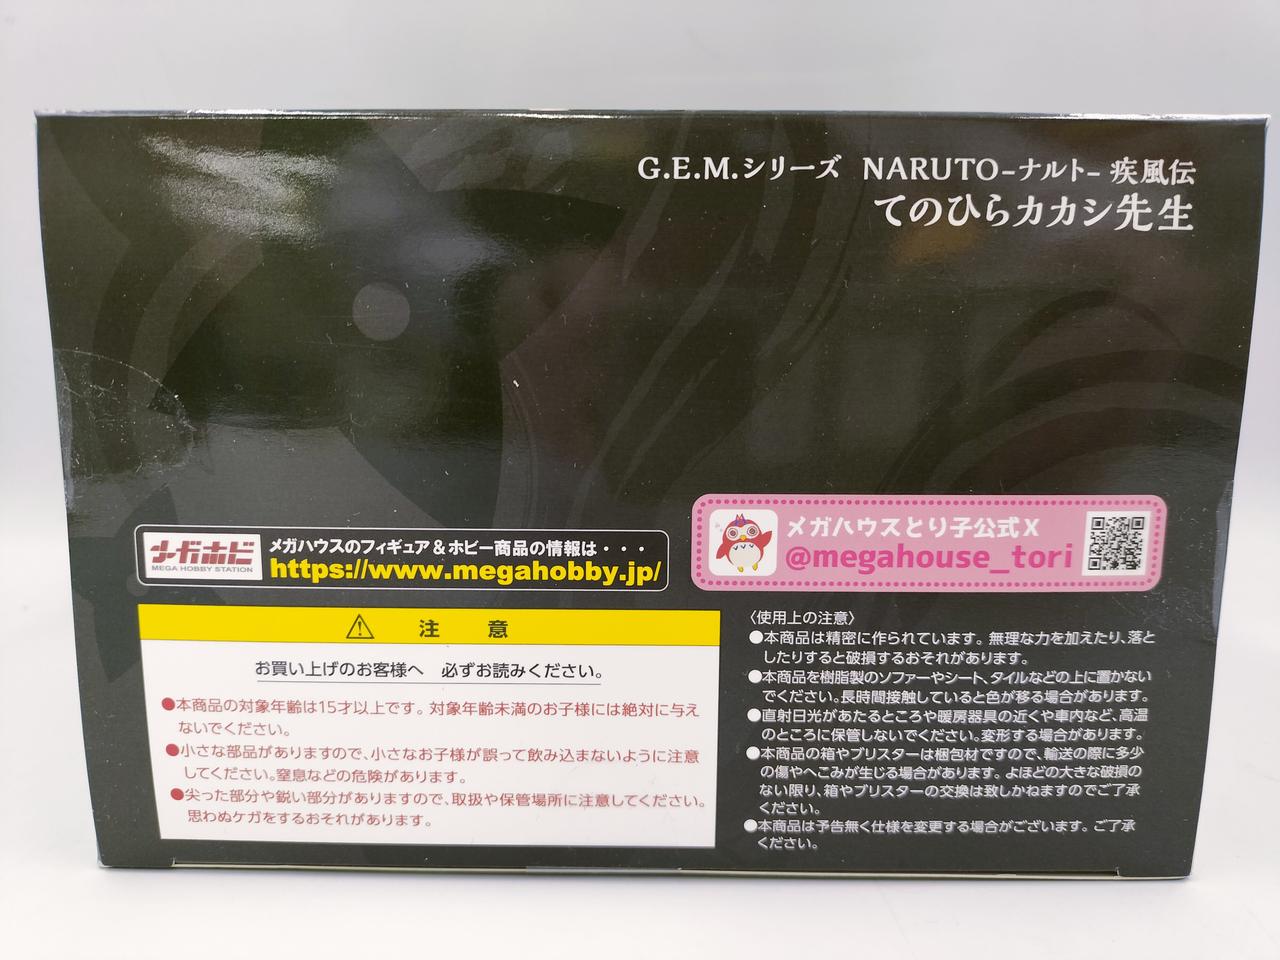 G.E.M.シリーズ NARUTO-ナルト- 疾風伝
てのひらカカシ先生
メガホビ
MEGA HOBBY STATION
メガハウスのフィギュア&ホビー商品の情報は・・・
https://www.megahobby.jp/
メガハウスとり子公式X
@megahouse_tori
注 意
お買い上げのお客様へ 必ずお読みください。
●本商品の対象年齢は15才以上です。対象年齢未満のお子様には絶対に与え
ないでください。
●小さな部品がありますので、小さなお子様が誤って飲み込まないように注意
してください。窒息などの危険があります。
●尖った部分や鋭い部分がありますので、取扱や保管場所に注意してください。
思わぬケガをするおそれがあります。
〈使用上の注意〉
●本商品は精密に作られています。無理な力を加えたり、落と
したりすると破損するおそれがあります。
●本商品を樹脂製のソファーやシート、タイルなどの上に置かない
でください。長時間接触していると色が移る場合があります。
●直射日光があたるところや暖房器具の近くや車内など、高温
のところに保管しないでください。変形する場合があります。
●本商品の箱やブリスターは梱包材ですので、輸送の際に多少
の傷やへこみが生じる場合があります。よほどの大きな破損の
ない限り、箱やブリスターの交換は致しかねますのでご了承
ください。
●本商品は予告無く仕様を変更する場合がございます。ご了承
ください。